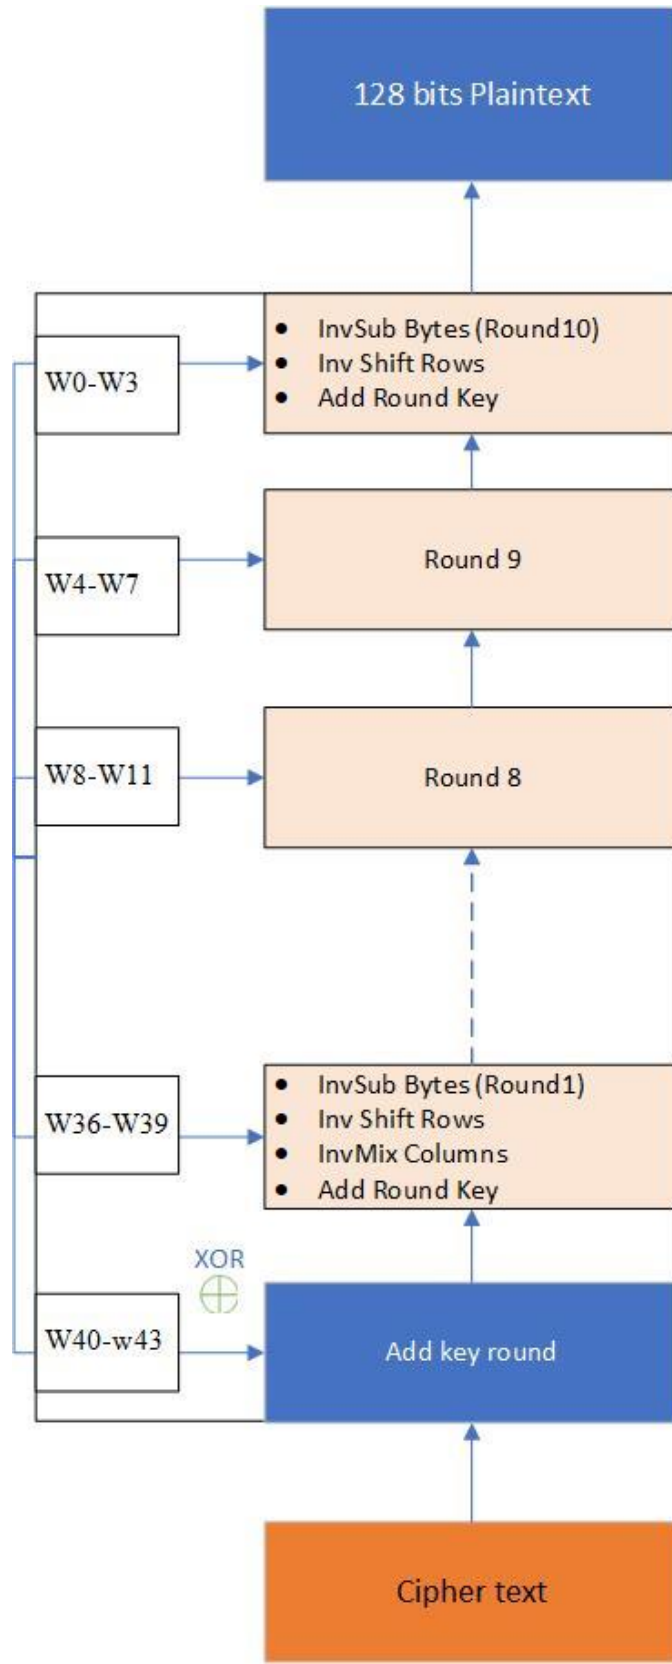 128 bits Plaintext
W0-W3
• InvSub Bytes (Round10)
• Inv Shift Rows
• Add Round Key
W4-W7
Round 9
W8-W11
Round 8
W36-W39
• InvSub Bytes (Round1)
• Inv Shift Rows
• InvMix Columns
• Add Round Key
XOR
W40-w43
Add key round
Cipher text